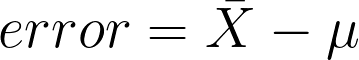 error = X̄ − μ